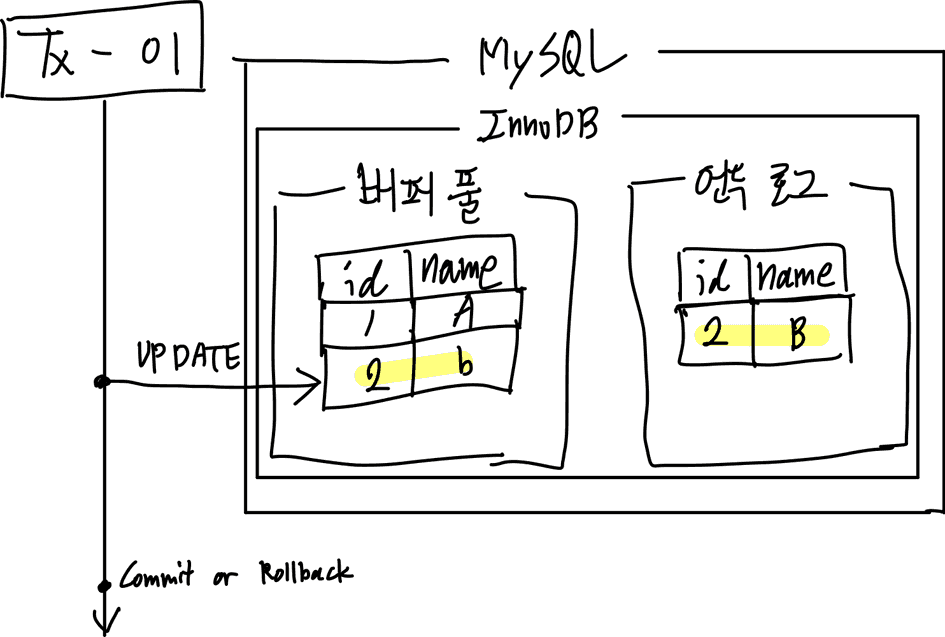 Tx - 01
MySQL
InnoDB
버퍼 풀
id name
1 A
2 b
언두 로그
id name
2 B
UPDATE
Commit or Rollback